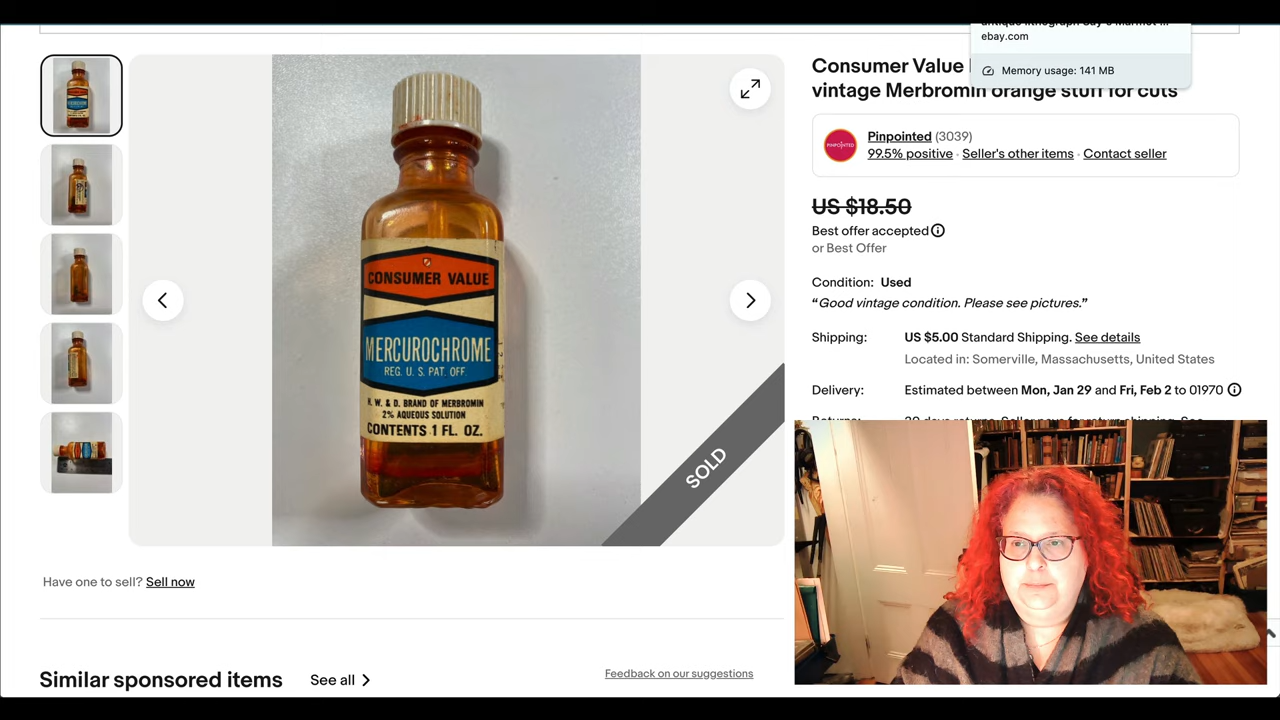 ebay.com
Memory usage: 141 MB
Consumer Value
vintage Merbromin orange stuff for cuts
PINPOINTED
Pinpointed (3039)
99.5% positive · Seller's other items · Contact seller
US $18.50
Best offer accepted
or Best Offer
Condition: Used
“Good vintage condition. Please see pictures.”
Shipping: US $5.00 Standard Shipping. See details
Located in: Somerville, Massachusetts, United States
Delivery: Estimated between Mon, Jan 29 and Fri, Feb 2 to 01970
CONSUMER VALUE
MERCUROCHROME
REG. U. S. PAT. OFF.
H. W. & D. BRAND OF MERBROMIN
2% AQUEOUS SOLUTION
CONTENTS 1 FL. OZ.
SOLD
Have one to sell? Sell now
Similar sponsored items See all
Feedback on our suggestions